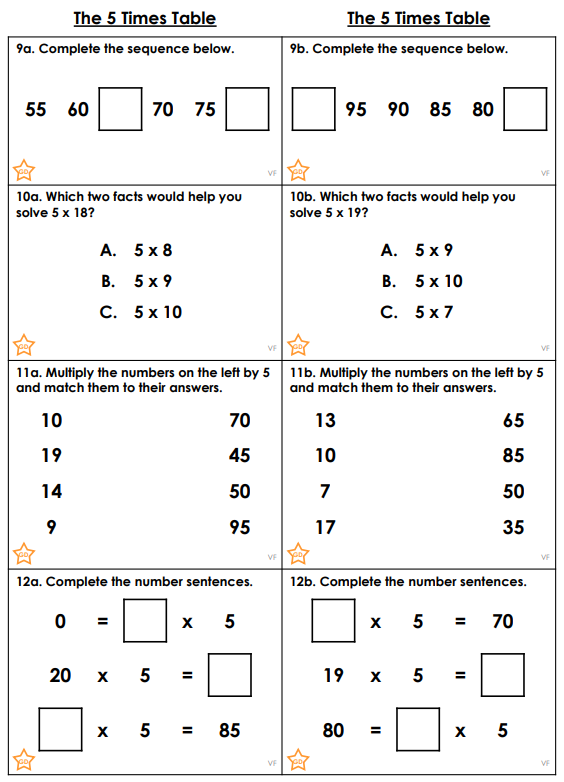 The 5 Times Table
The 5 Times Table
9a. Complete the sequence below.
55 60 70 75
GD
VF
9b. Complete the sequence below.
95 90 85 80
GD
VF
10a. Which two facts would help you
solve 5 x 18?
A. 5 x 8
B. 5 x 9
C. 5 x 10
GD
VF
10b. Which two facts would help you
solve 5 x 19?
A. 5 x 9
B. 5 x 10
C. 5 x 7
GD
VF
11a. Multiply the numbers on the left by 5
and match them to their answers.
10 70
19 45
14 50
9 95
GD
VF
11b. Multiply the numbers on the left by 5
and match them to their answers.
13 65
10 85
7 50
17 35
GD
VF
12a. Complete the number sentences.
0 = x 5
20 x 5 =
x 5 = 85
GD
VF
12b. Complete the number sentences.
x 5 = 70
19 x 5 =
80 = x 5
GD
VF